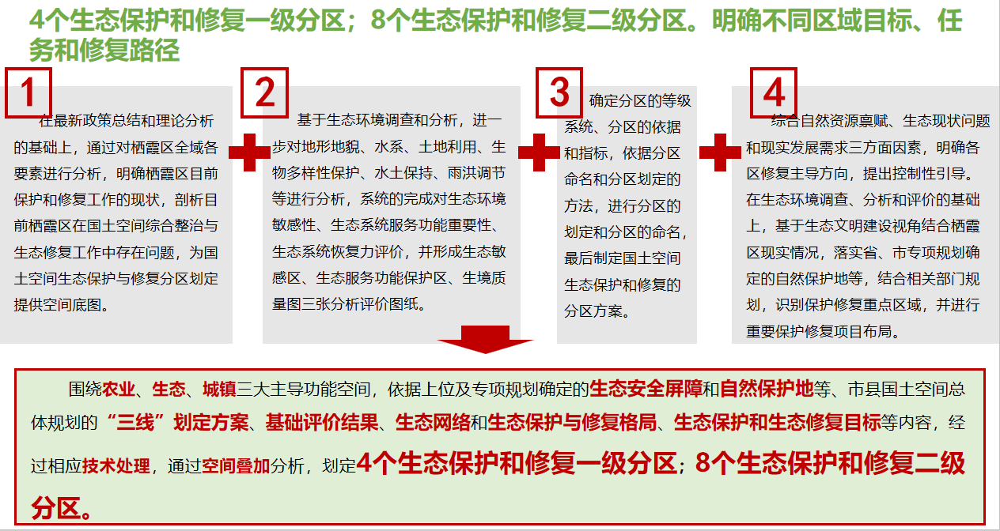 4个生态保护和修复一级分区；8个生态保护和修复二级分区。明确不同区域目标、任
务和修复路径
1
在最新政策总结和理论分析
的基础上，通过对栖霞区全域各
要素进行分析，明确栖霞区目前
保护和修复工作的现状，剖析目
前栖霞区在国土空间综合整治与
生态修复工作中存在问题，为国
土空间生态保护与修复分区划定
提供空间底图。
2
基于生态环境调查和分析，进一
步对地形地貌、水系、土地利用、生
物多样性保护、水土保持、雨洪调节
等进行分析，系统的完成对生态环境
敏感性、生态系统服务功能重要性、
生态系统恢复力评价，并形成生态敏
感区、生态服务功能保护区、生境质
量图三张分析评价图纸。
3
确定分区的等级
系统、分区的依据
和指标，依据分区
命名和分区划定的
方法，进行分区的
划定和分区的命名，
最后制定国土空间
生态保护和修复的
分区方案。
4
综合自然资源禀赋、生态现状问题
和现实发展需求三方面因素，明确各
区修复主导方向，提出控制性引导。
在生态环境调查、分析和评价的基础
上，基于生态文明建设视角结合栖霞
区现实情况，落实省、市专项规划确
定的自然保护地等，结合相关部门规
划，识别保护修复重点区域，并进行
重要保护修复项目布局。
围绕农业、生态、城镇三大主导功能空间，依据上位及专项规划确定的生态安全屏障和自然保护地等、市县国土空间总
体规划的“三线”划定方案、基础评价结果、生态网络和生态保护与修复格局、生态保护和生态修复目标等内容，经
过相应技术处理，通过空间叠加分析，划定4个生态保护和修复一级分区；8个生态保护和修复二级
分区。